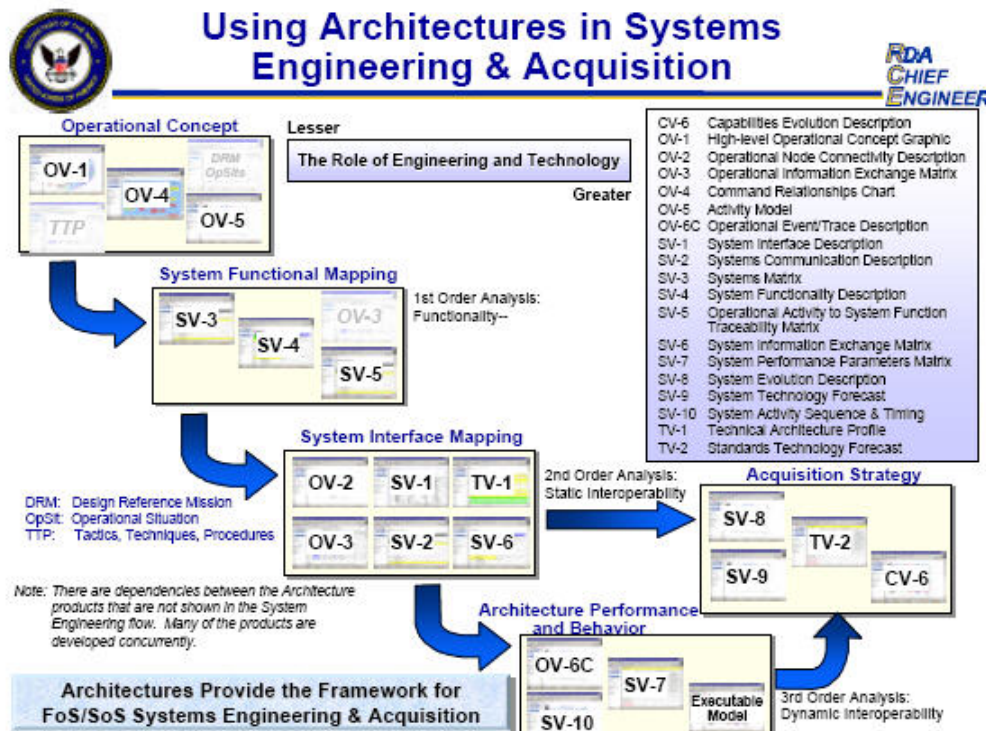 Using Architectures in Systems
Engineering & Acquisition
RDA
CHIEF
ENGINEER
Operational Concept
OV-1
OV-4
DRM
OpSits
TTP
OV-5
Lesser
The Role of Engineering and Technology
Greater
CV-6 Capabilities Evolution Description
OV-1 High-level Operational Concept Graphic
OV-2 Operational Node Connectivity Description
OV-3 Operational Information Exchange Matrix
OV-4 Command Relationships Chart
OV-5 Activity Model
OV-6C Operational Event/Trace Description
SV-1 System Interface Description
SV-2 Systems Communication Description
SV-3 Systems Matrix
SV-4 System Functionality Description
SV-5 Operational Activity to System Function
Traceability Matrix
SV-6 System Information Exchange Matrix
SV-7 System Performance Parameters Matrix
SV-8 System Evolution Description
SV-9 System Technology Forecast
SV-10 System Activity Sequence & Timing
TV-1 Technical Architecture Profile
TV-2 Standards Technology Forecast
System Functional Mapping
SV-3
SV-4
OV-3
SV-5
1st Order Analysis:
Functionality--
System Interface Mapping
OV-2 SV-1 TV-1
OV-3 SV-2 SV-6
2nd Order Analysis:
Static Interoperability
Acquisition Strategy
SV-8
TV-2
SV-9
CV-6
DRM: Design Reference Mission
OpSit: Operational Situation
TTP: Tactics, Techniques, Procedures
Note: There are dependencies between the Architecture
products that are not shown in the System
Engineering flow. Many of the products are
developed concurrently.
Architecture Performance
and Behavior
OV-6C
SV-7
SV-10
Executable
Model
3rd Order Analysis:
Dynamic Interoperability
Architectures Provide the Framework for
FoS/SoS Systems Engineering & Acquisition